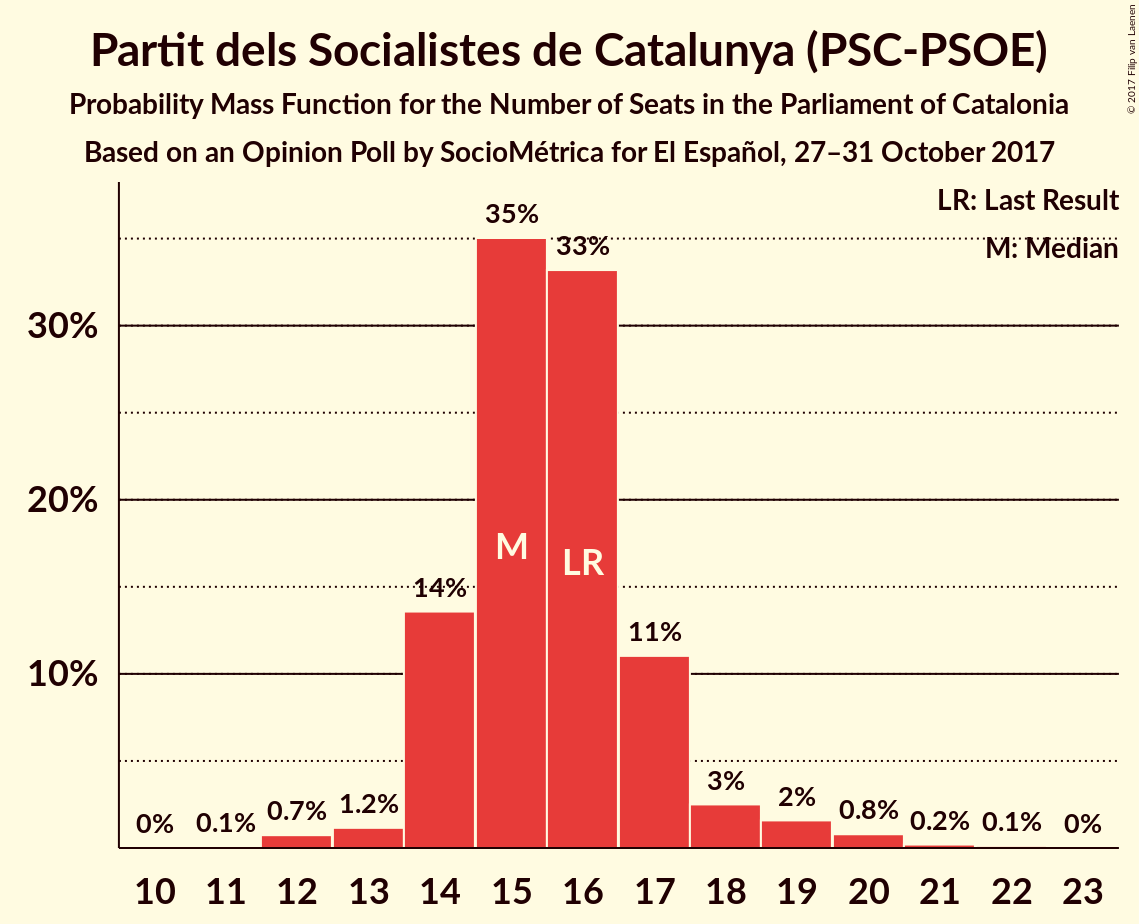 Partit dels Socialistes de Catalunya (PSC-PSOE)
Probability Mass Function for the Number of Seats in the Parliament of Catalonia
Based on an Opinion Poll by SocioMétrica for El Español, 27–31 October 2017
© 2017 Filip van Laenen
LR: Last Result
M: Median
35%
33%
30%
20%
M
LR
14%
11%
10%
3%
2%
1.2%
0.8%
0.7%
0.2%
0.1%
0.1%
0%
0%
10 11 12 13 14 15 16 17 18 19 20 21 22 23